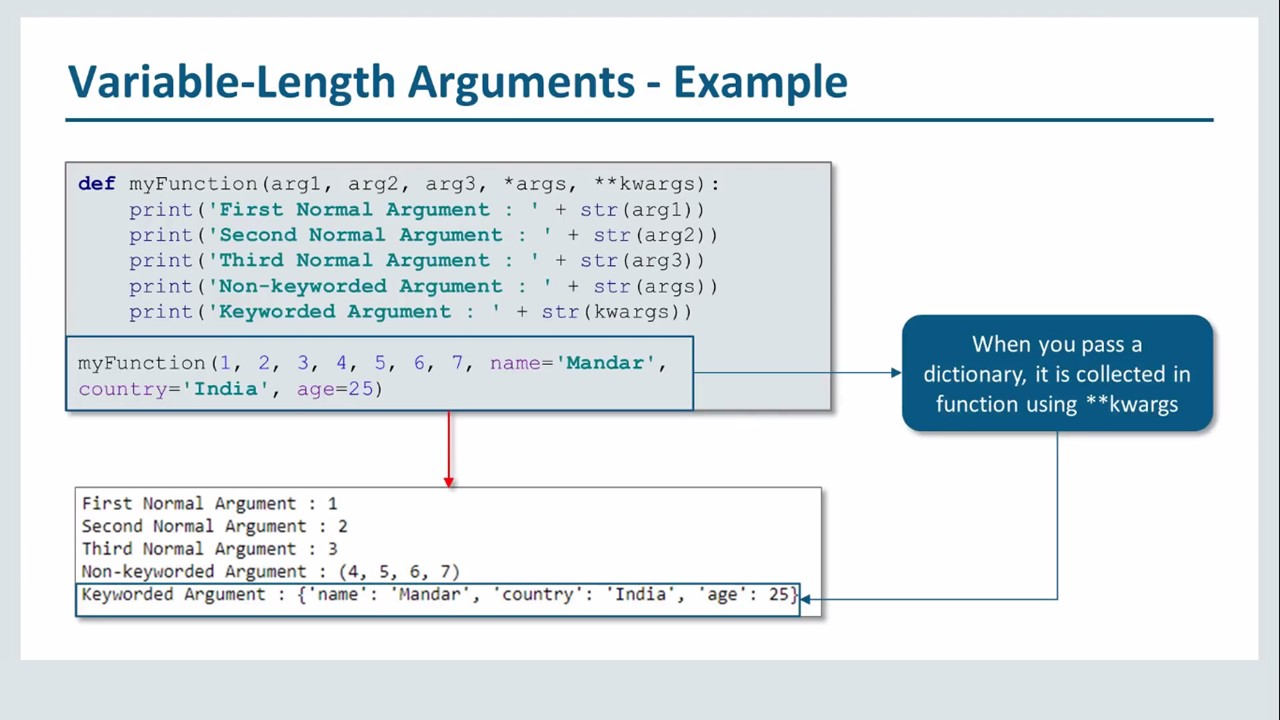 Variable-Length Arguments - Example
def myFunction(arg1, arg2, arg3, *args, **kwargs):
print('First Normal Argument : ' + str(arg1))
print('Second Normal Argument : ' + str(arg2))
print('Third Normal Argument : ' + str(arg3))
print('Non-keyworded Argument : ' + str(args))
print('Keyworded Argument : ' + str(kwargs))
myFunction(1, 2, 3, 4, 5, 6, 7, name='Mandar',
country='India', age=25)
When you pass a
dictionary, it is collected in
function using **kwargs
First Normal Argument : 1
Second Normal Argument : 2
Third Normal Argument : 3
Non-keyworded Argument : (4, 5, 6, 7)
Keyworded Argument : {'name': 'Mandar', 'country': 'India', 'age': 25}